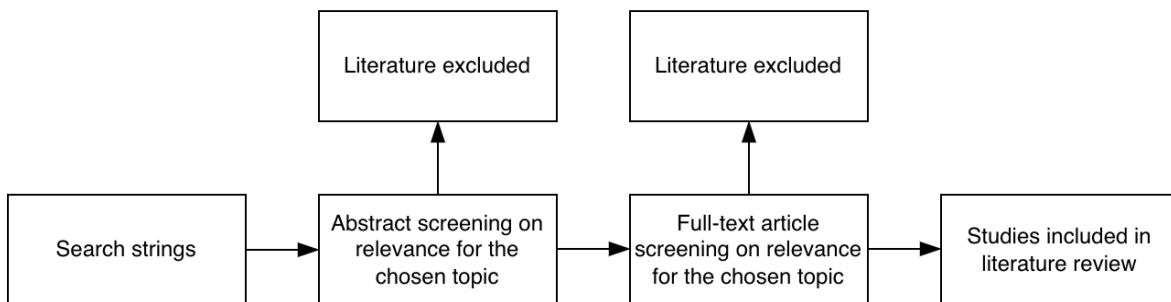 Literature excluded
Literature excluded
Search strings
Abstract screening on
relevance for the
chosen topic
Full-text article
screening on relevance
for the chosen topic
Studies included in
literature review